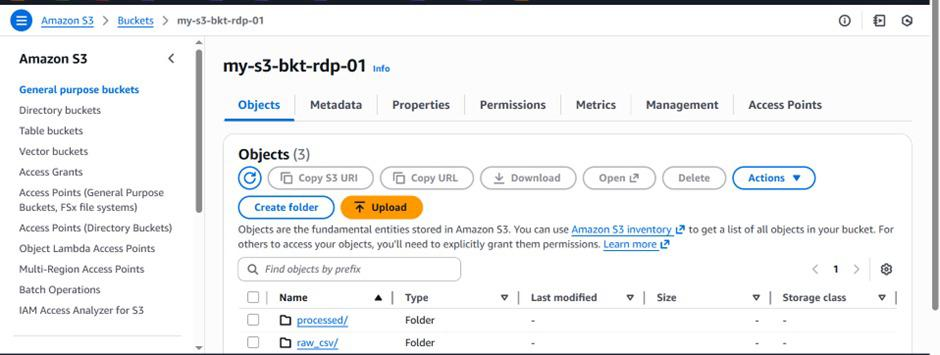 Amazon S3 > Buckets > my-s3-bkt-rdp-01
Amazon S3
General purpose buckets
Directory buckets
Table buckets
Vector buckets
Access Grants
Access Points (General Purpose
Buckets, FSx file systems)
Access Points (Directory Buckets)
Object Lambda Access Points
Multi-Region Access Points
Batch Operations
IAM Access Analyzer for S3
my-s3-bkt-rdp-01 Info
Objects Metadata Properties Permissions Metrics Management Access Points
Objects (3)
Copy S3 URI Copy URL Download Open Delete Actions
Create folder Upload
Objects are the fundamental entities stored in Amazon S3. You can use Amazon S3 inventory to get a list of all objects in your bucket. For
others to access your objects, you'll need to explicitly grant them permissions. Learn more
Find objects by prefix < 1 >
Name Type Last modified Size Storage class
processed/ Folder - - -
raw_csv/ Folder - - -